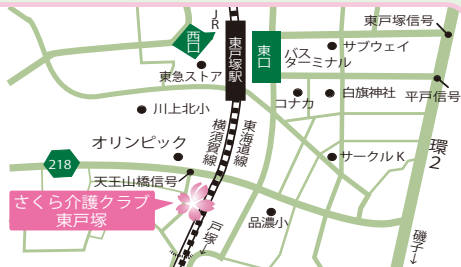 JR
東戸塚駅
西口
東急ストア
東口
バス
ターミナル
サブウェイ
東戸塚信号
コナカ
白旗神社
平戸信号
川上北小
オリンピック
横須賀線
東海道線
サークルK
環2
218
天王山橋信号
さくら介護クラブ
東戸塚
戸塚↓
品濃小
磯子→